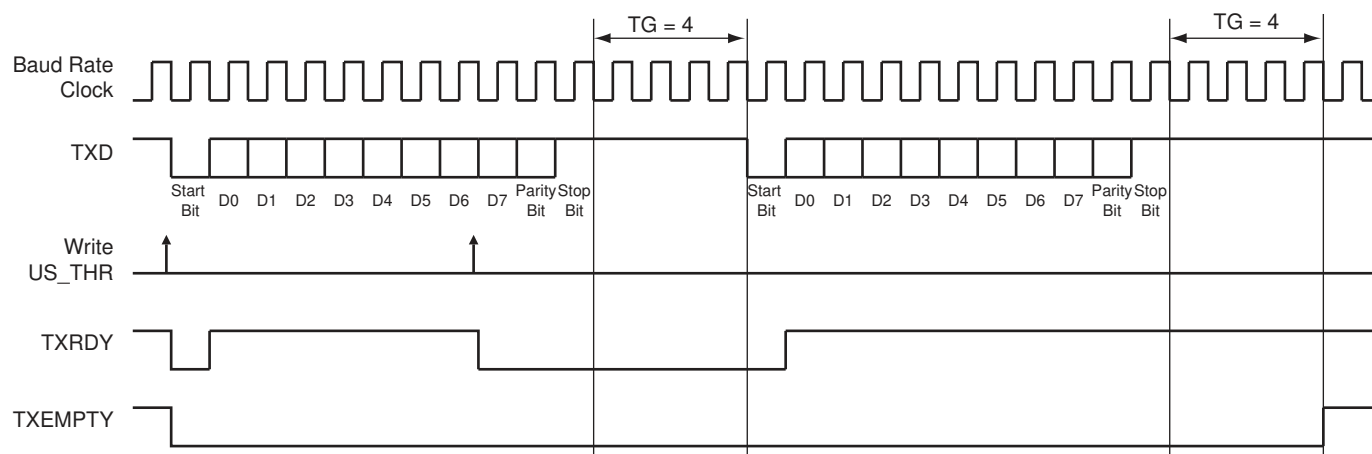 TG = 4
TG = 4
Baud Rate
Clock
TXD
Start
Bit
D0
D1
D2
D3
D4
D5
D6
D7
Parity
Bit
Stop
Bit
Start
Bit
D0
D1
D2
D3
D4
D5
D6
D7
Parity
Bit
Stop
Bit
Write
US_THR
TXRDY
TXEMPTY